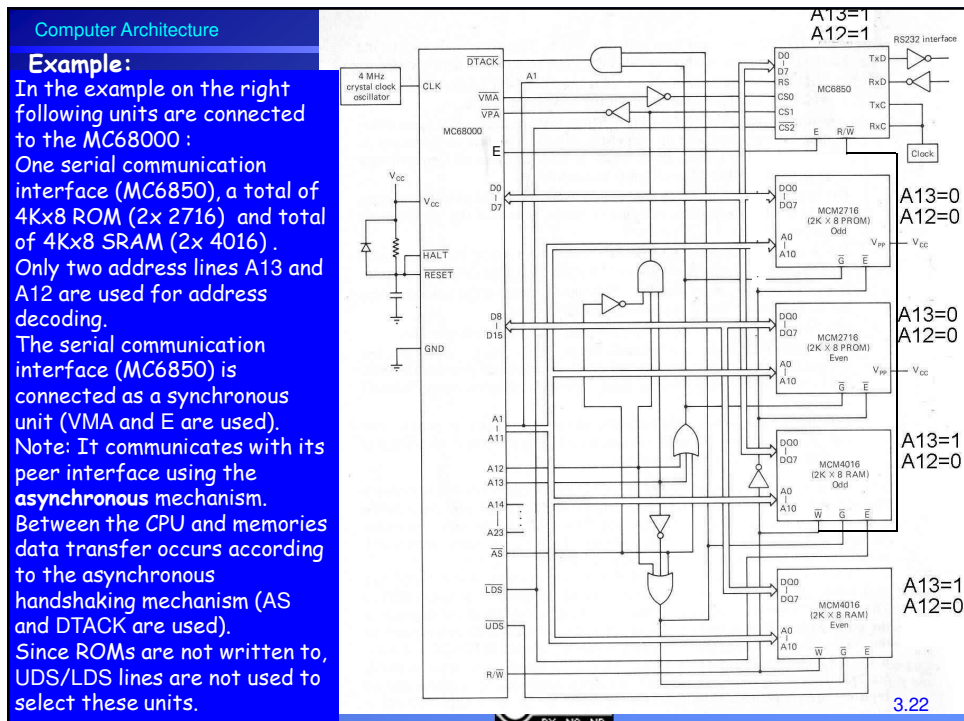 Computer Architecture
Example:
In the example on the right
following units are connected
to the MC68000 :
One serial communication
interface (MC6850), a total of
4Kx8 ROM (2x 2716) and total
of 4Kx8 SRAM (2x 4016) .
Only two address lines A13 and
A12 are used for address
decoding.
The serial communication
interface (MC6850) is
connected as a synchronous
unit (VMA and E are used).
Note: It communicates with its
peer interface using the
asynchronous mechanism.
Between the CPU and memories
data transfer occurs according
to the asynchronous
handshaking mechanism (AS
and DTACK are used).
Since ROMs are not written to,
UDS/LDS lines are not used to
select these units.
4 MHz
crystal clock
oscillator
CLK
DTACK
VMA
VPA
MC68000
E
VCC
VCC
D0
D7
HALT
RESET
D8
D15
GND
A1
A11
A12
A13
A14
A23
AS
LDS
UDS
R/W
A1
A13=1
A12=1
RS232 interface
D0
D7
RS
CS0
CS1
CS2
MC6850
E
R/W
TxD
RxD
TxC
RxC
Clock
DQ0
DQ7
MCM2716
(2K × 8 PROM)
Odd
A0
A10
G
E
VPP
VCC
A13=0
A12=0
DQ0
DQ7
MCM2716
(2K × 8 PROM)
Even
A0
A10
G
E
VPP
VCC
A13=0
A12=0
DQ0
DQ7
MCM4016
(2K × 8 RAM)
Odd
A0
A10
W
G
E
A13=1
A12=0
DQ0
DQ7
MCM4016
(2K × 8 RAM)
Even
A0
A10
W
G
E
A13=1
A12=0
3.22